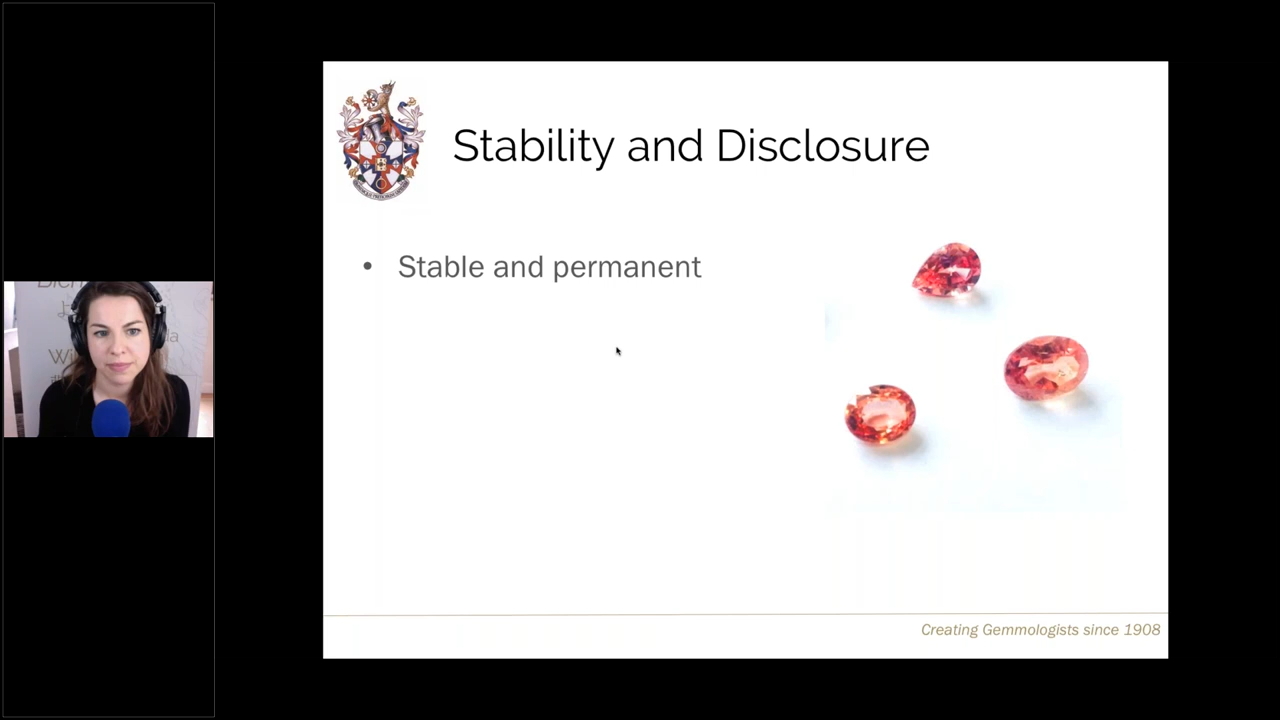 Stability and Disclosure
• Stable and permanent
Creating Gemmologists since 1908